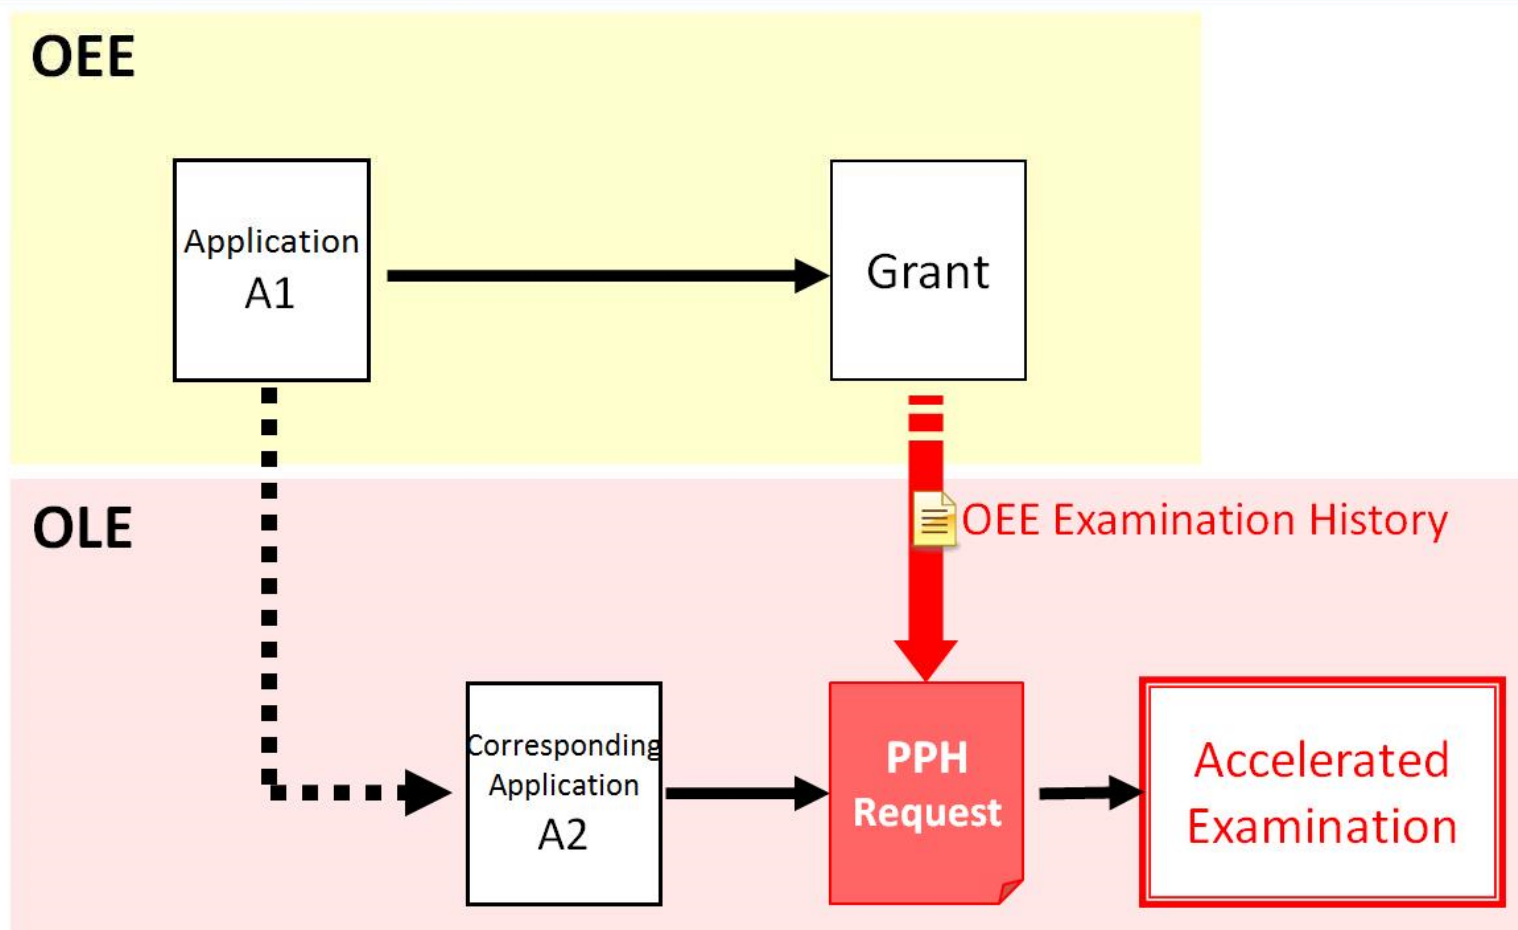 OEE
Application
A1
Grant
OLE
OEE Examination History
Corresponding
Application
A2
PPH
Request
Accelerated
Examination